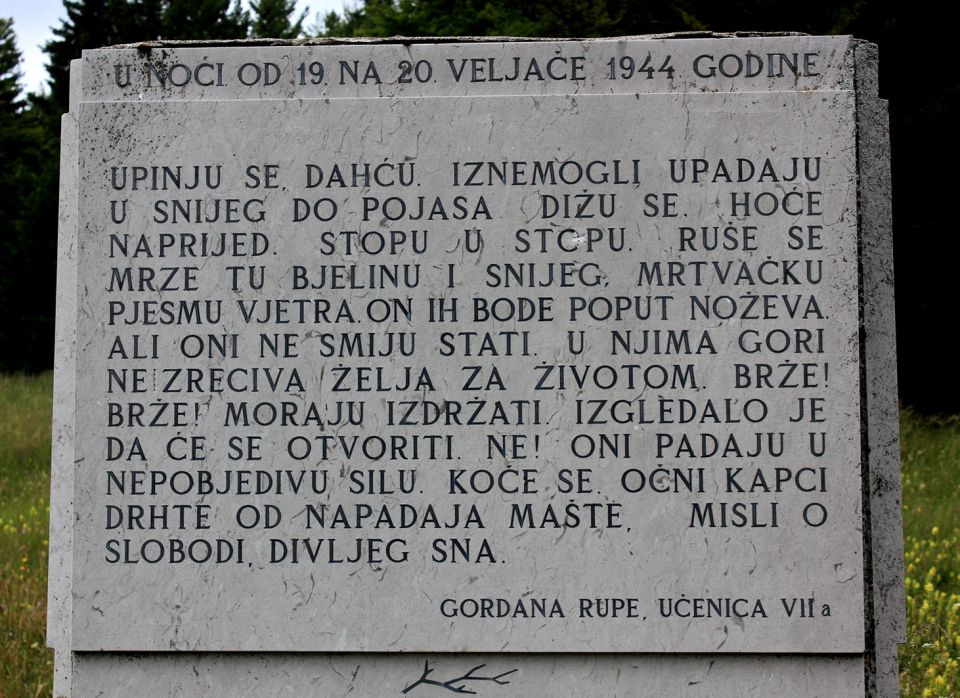 U NOĆI OD 19 NA 20. VELJAČE 1944. GODINE
UPINJU SE, DAHĆU. IZNEMOGLI UPADAJU
U SNIJEG DO POJASA. DIŽU SE. HOĆE
NAPRIJED. STOPU U STOPU. RUŠE SE
MRZE TU BJELINU I SNIJEG, MRTVAČKU
PJESMU VJETRA. ON IH BODE POPUT NOŽEVA.
ALI ONI NE SMIJU STATI. U NJIMA GORI
NEIZRECIVA ŽELJA ZA ŽIVOTOM. BRŽE!
BRŽE! MORAJU IZDRŽATI. IZGLEDALO JE
DA ĆE SE OTVORITI. NE! ONI PADAJU U
NEPOBJEDIVU SILU. KOČE SE. OČNI KAPCI
DRHTE OD NAPADAJA MAŠTE, MISLI O
SLOBODI, DIVLJEG SNA.
GORDANA RUPE, UČENICA VII a